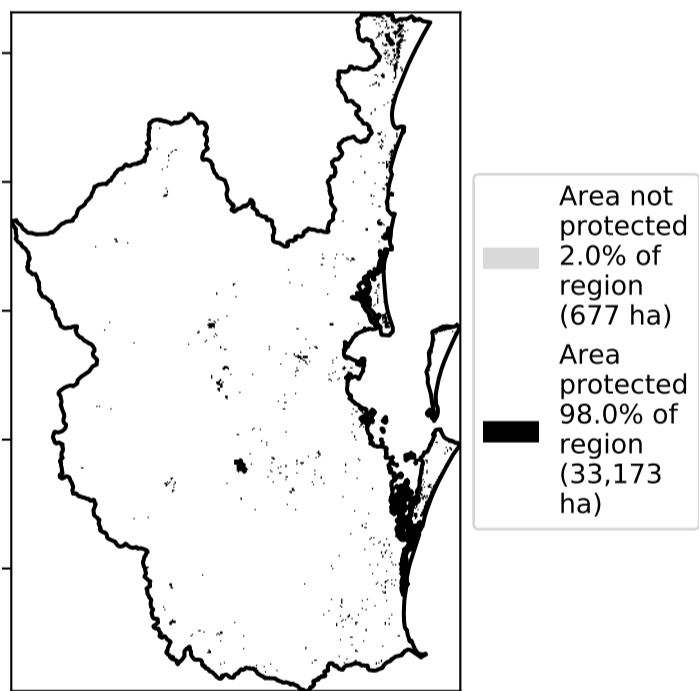 Area not
protected
2.0% of
region
(677 ha)
Area
protected
98.0% of
region
(33,173
ha)